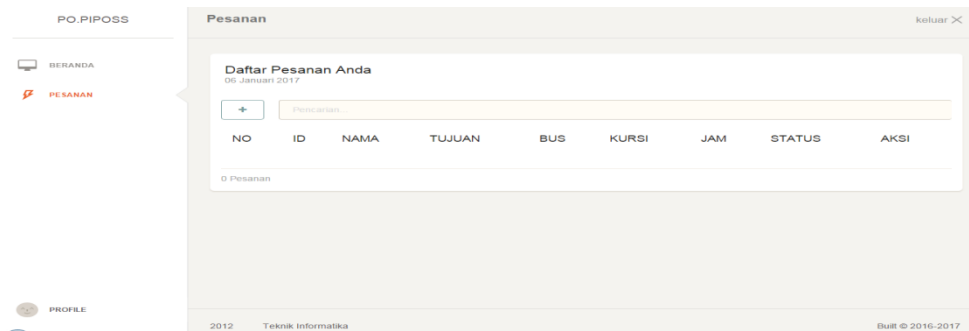 PO.PIPOSS
Pesanan
keluar
BERANDA
PESANAN
Daftar Pesanan Anda
06 Januari 2017
+
Pencarian...
NO ID NAMA TUJUAN BUS KURSI JAM STATUS AKSI
0 Pesanan
PROFILE
2012 Teknik Informatika
Built © 2016-2017